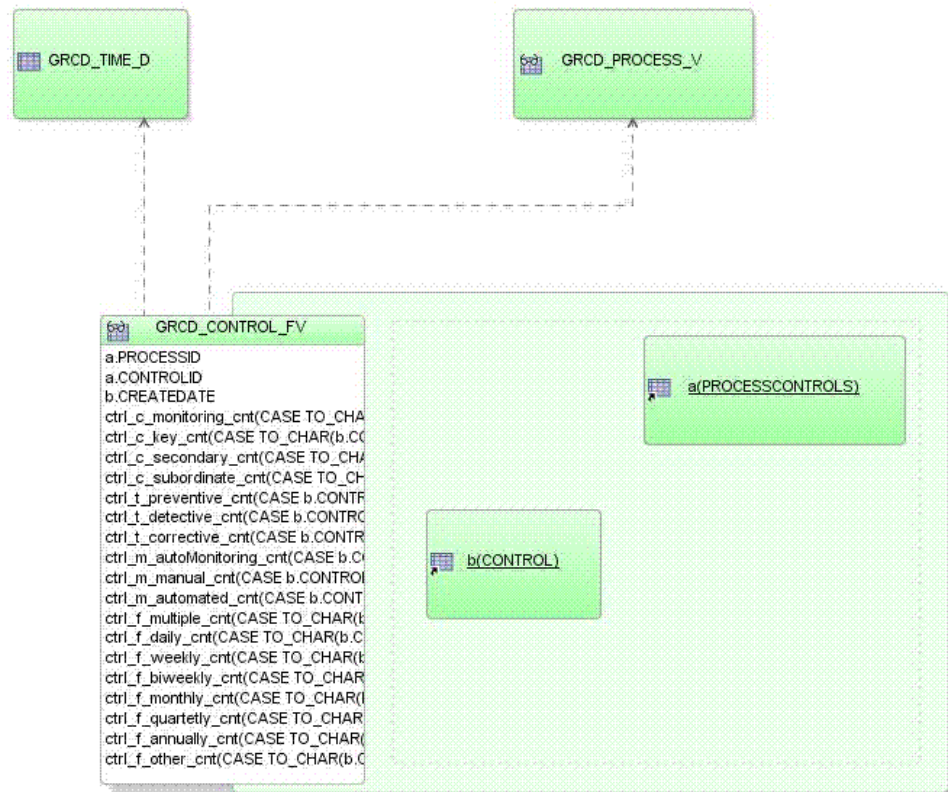 GRCD_TIME_D
GRCD_PROCESS_V
GRCD_CONTROL_FV
a.PROCESSID
a.CONTROLID
b.CREATEDATE
ctrl_c_monitoring_cnt(CASE TO_CHA
ctrl_c_key_cnt(CASE TO_CHAR(b.CO
ctrl_c_secondary_cnt(CASE TO_CHA
ctrl_c_subordinate_cnt(CASE TO_CH
ctrl_t_preventive_cnt(CASE b.CONTR
ctrl_t_detective_cnt(CASE b.CONTRO
ctrl_t_corrective_cnt(CASE b.CONTR
ctrl_m_autoMonitoring_cnt(CASE b.C
ctrl_m_manual_cnt(CASE b.CONTROL
ctrl_m_automated_cnt(CASE b.CONT
ctrl_f_multiple_cnt(CASE TO_CHAR(b
ctrl_f_daily_cnt(CASE TO_CHAR(b.C
ctrl_f_weekly_cnt(CASE TO_CHAR(b
ctrl_f_biweekly_cnt(CASE TO_CHAR
ctrl_f_monthly_cnt(CASE TO_CHAR(
ctrl_f_quartetly_cnt(CASE TO_CHAR
ctrl_f_annually_cnt(CASE TO_CHAR(
ctrl_f_other_cnt(CASE TO_CHAR(b.C
a(PROCESSCONTROLS)
b(CONTROL)